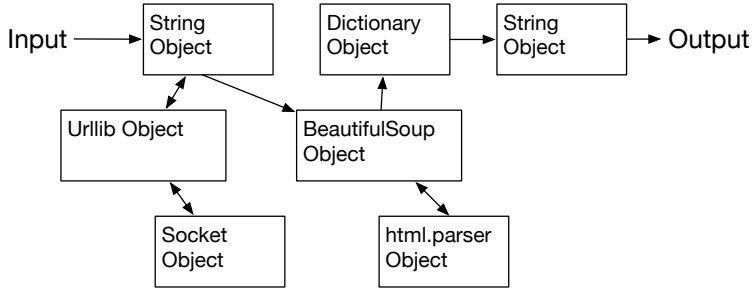 Input
String
Object
Dictionary
Object
String
Object
Output
Urllib Object
BeautifulSoup
Object
Socket
Object
html.parser
Object